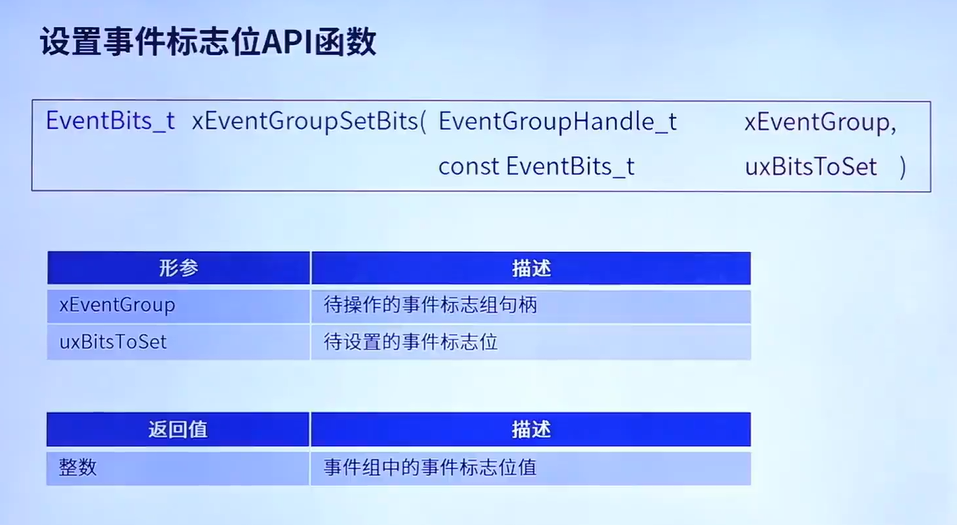 设置事件标志位API函数
EventBits_t xEventGroupSetBits( EventGroupHandle_t xEventGroup,
const EventBits_t uxBitsToSet )
形参 描述
xEventGroup 待操作的事件标志组句柄
uxBitsToSet 待设置的事件标志位
返回值 描述
整数 事件组中的事件标志位值